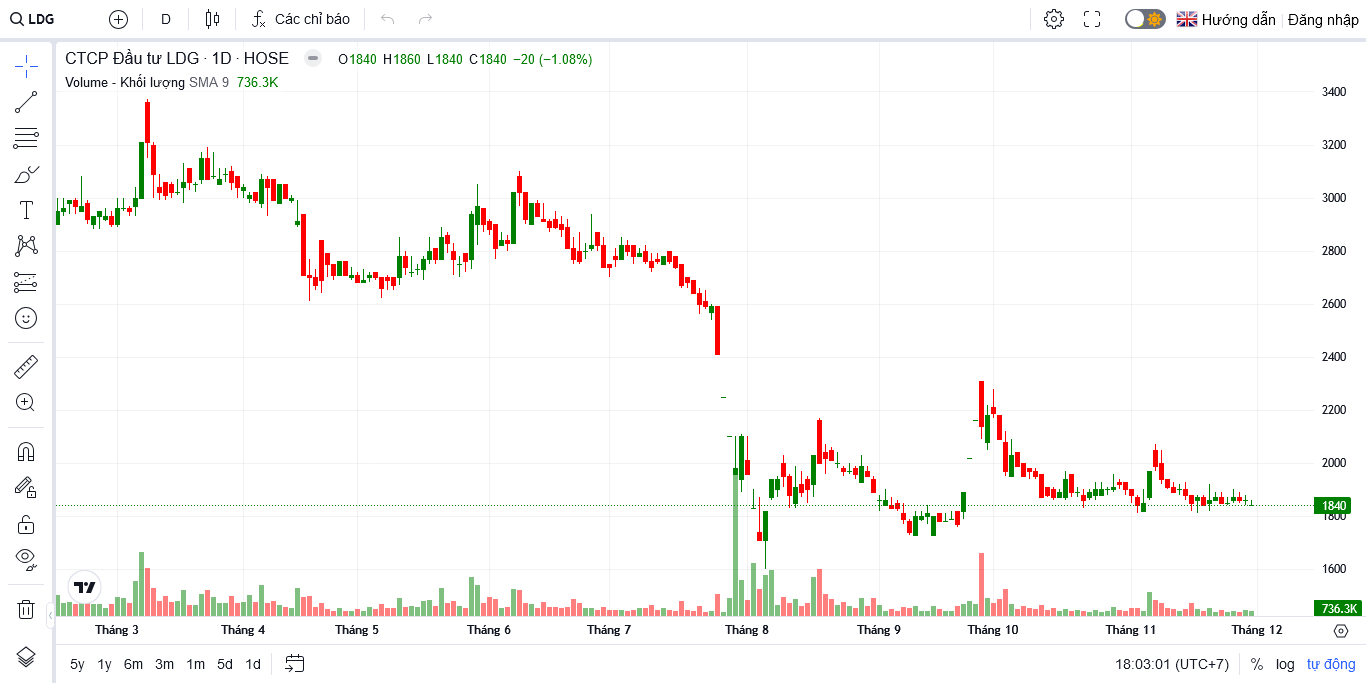 LDG
D
Các chỉ báo
Hướng dẫn
Đăng nhập
CTCP Đầu tư LDG · 1D · HOSE
O1840 H1860 L1840 C1840 −20 (−1.08%)
Volume - Khối lượng SMA 9 736.3K
3400
3200
3000
2800
2600
2400
2200
2000
1840
1800
1600
736.3K
Tháng 3
Tháng 4
Tháng 5
Tháng 6
Tháng 7
Tháng 8
Tháng 9
Tháng 10
Tháng 11
Tháng 12
5y 1y 6m 3m 1m 5d 1d
18:03:01 (UTC+7)
%
log
tự động